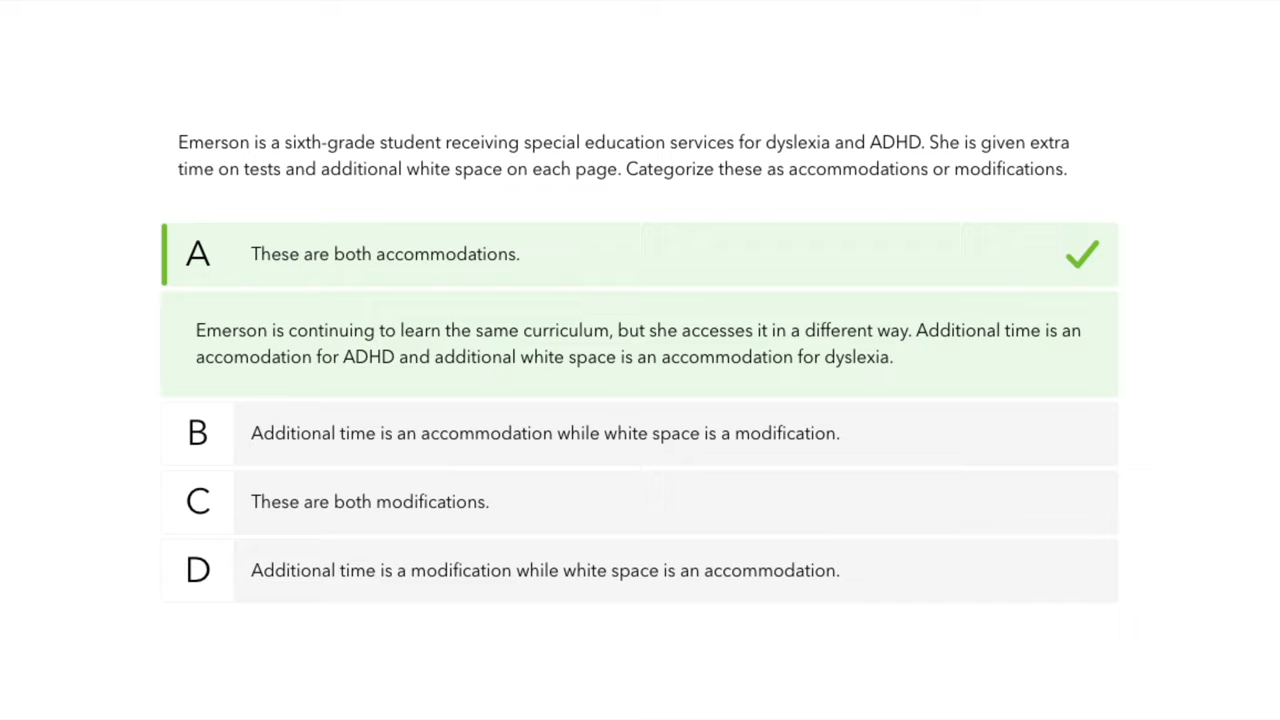 Emerson is a sixth-grade student receiving special education services for dyslexia and ADHD. She is given extra
time on tests and additional white space on each page. Categorize these as accommodations or modifications.
A These are both accommodations.
Emerson is continuing to learn the same curriculum, but she accesses it in a different way. Additional time is an
accomodation for ADHD and additional white space is an accommodation for dyslexia.
B Additional time is an accommodation while white space is a modification.
C These are both modifications.
D Additional time is a modification while white space is an accommodation.